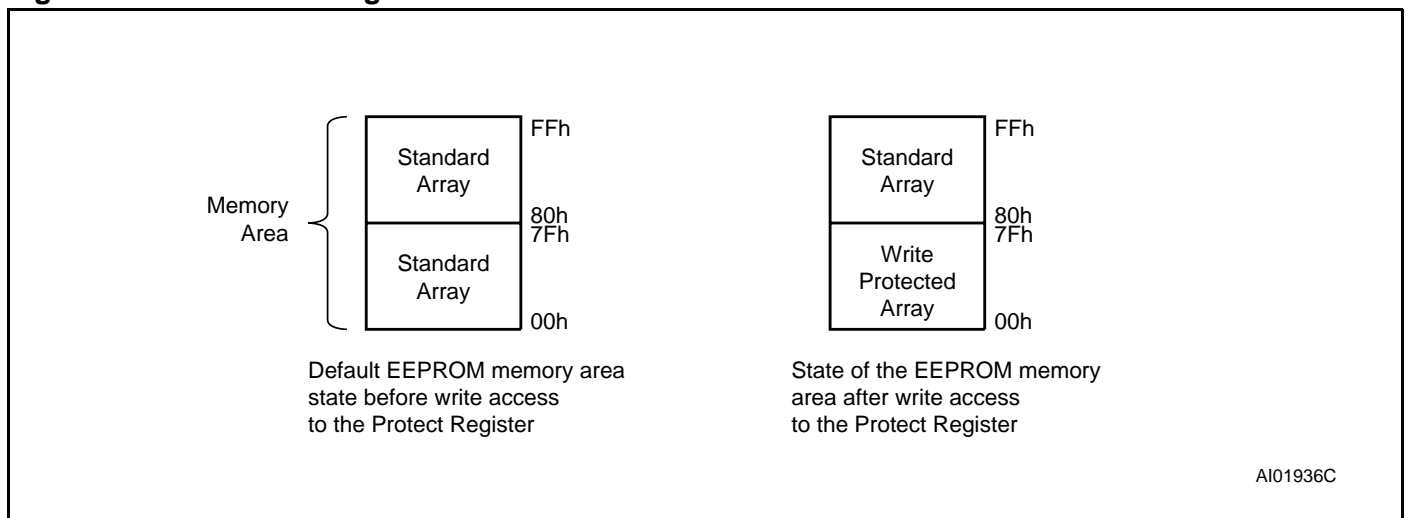 FFh
Standard
Array
80h
7Fh
Memory
Area
Standard
Array
00h
Default EEPROM memory area
state before write access
to the Protect Register
FFh
Standard
Array
80h
7Fh
Write
Protected
Array
00h
State of the EEPROM memory
area after write access
to the Protect Register
AI01936C